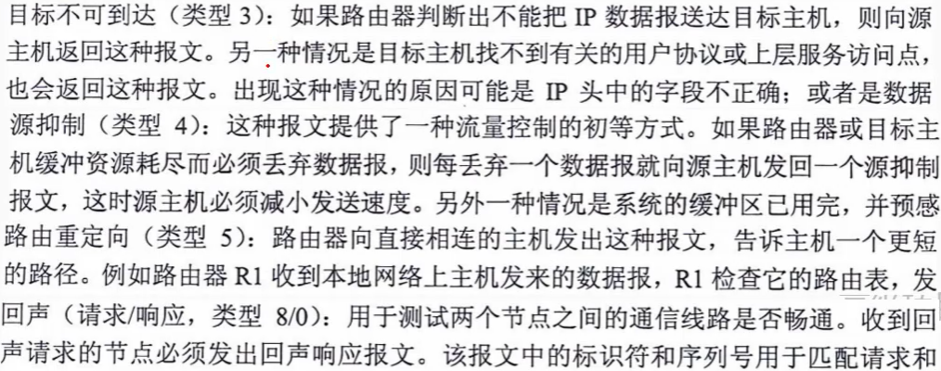 目标不可到达（类型 3）：如果路由器判断出不能把 IP 数据报送达目标主机，则向源
主机返回这种报文。另一种情况是目标主机找不到有关的用户协议或上层服务访问点，
也会返回这种报文。出现这种情况的原因可能是 IP 头中的字段不正确；或者是数据
源抑制（类型 4）：这种报文提供了一种流量控制的初等方式。如果路由器或目标主
机缓冲资源耗尽而必须丢弃数据报，则每丢弃一个数据报就向源主机发回一个源抑制
报文，这时源主机必须减小发送速度。另外一种情况是系统的缓冲区已用完，并预感
路由重定向（类型 5）：路由器向直接相连的主机发出这种报文，告诉主机一个更短
的路径。例如路由器 R1 收到本地网络上主机发来的数据报，R1 检查它的路由表，发
回声（请求/响应，类型 8/0）：用于测试两个节点之间的通信线路是否畅通。收到回
声请求的节点必须发出回声响应报文。该报文中的标识符和序列号用于匹配请求和